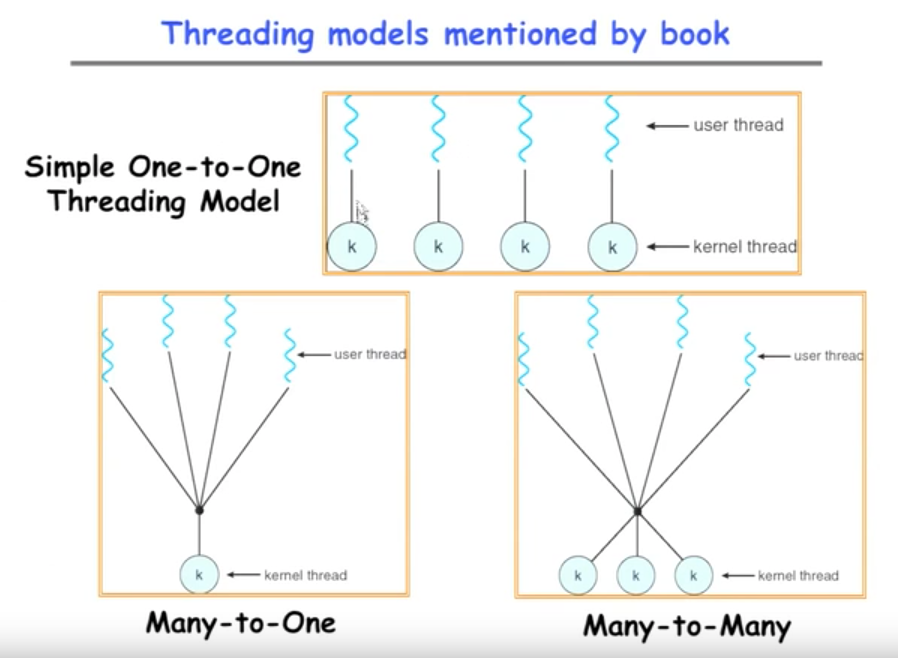 Threading models mentioned by book
Simple One-to-One
Threading Model
user thread
k k k k
kernel thread
user thread
k
kernel thread
Many-to-One
user thread
k k k
kernel thread
Many-to-Many